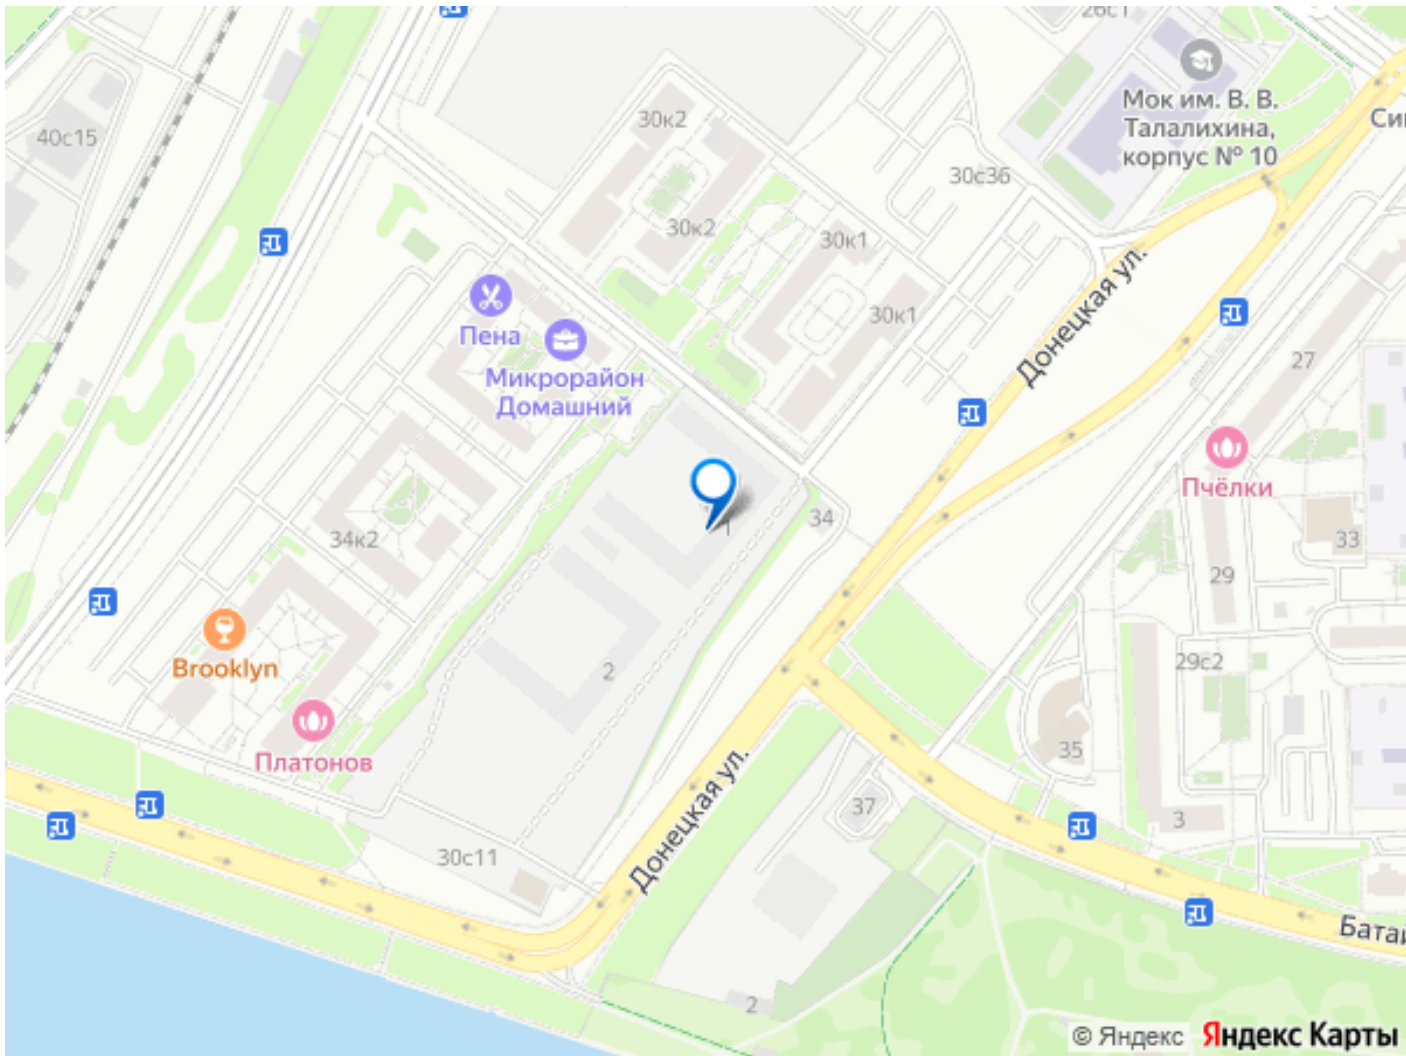 26с1
Мок им. В. В.
Талалихина,
корпус № 10
40с15
30к2
30с36
30к2
30к1
Донецкая ул.
Пена
30к1
Микрорайон
Домашний
27
Пчёлки
34
1
34к2
33
29
Brooklyn
2
29с2
Платонов
35
Донецкая ул.
37
3
30с11
2
© Яндекс
Яндекс Карты